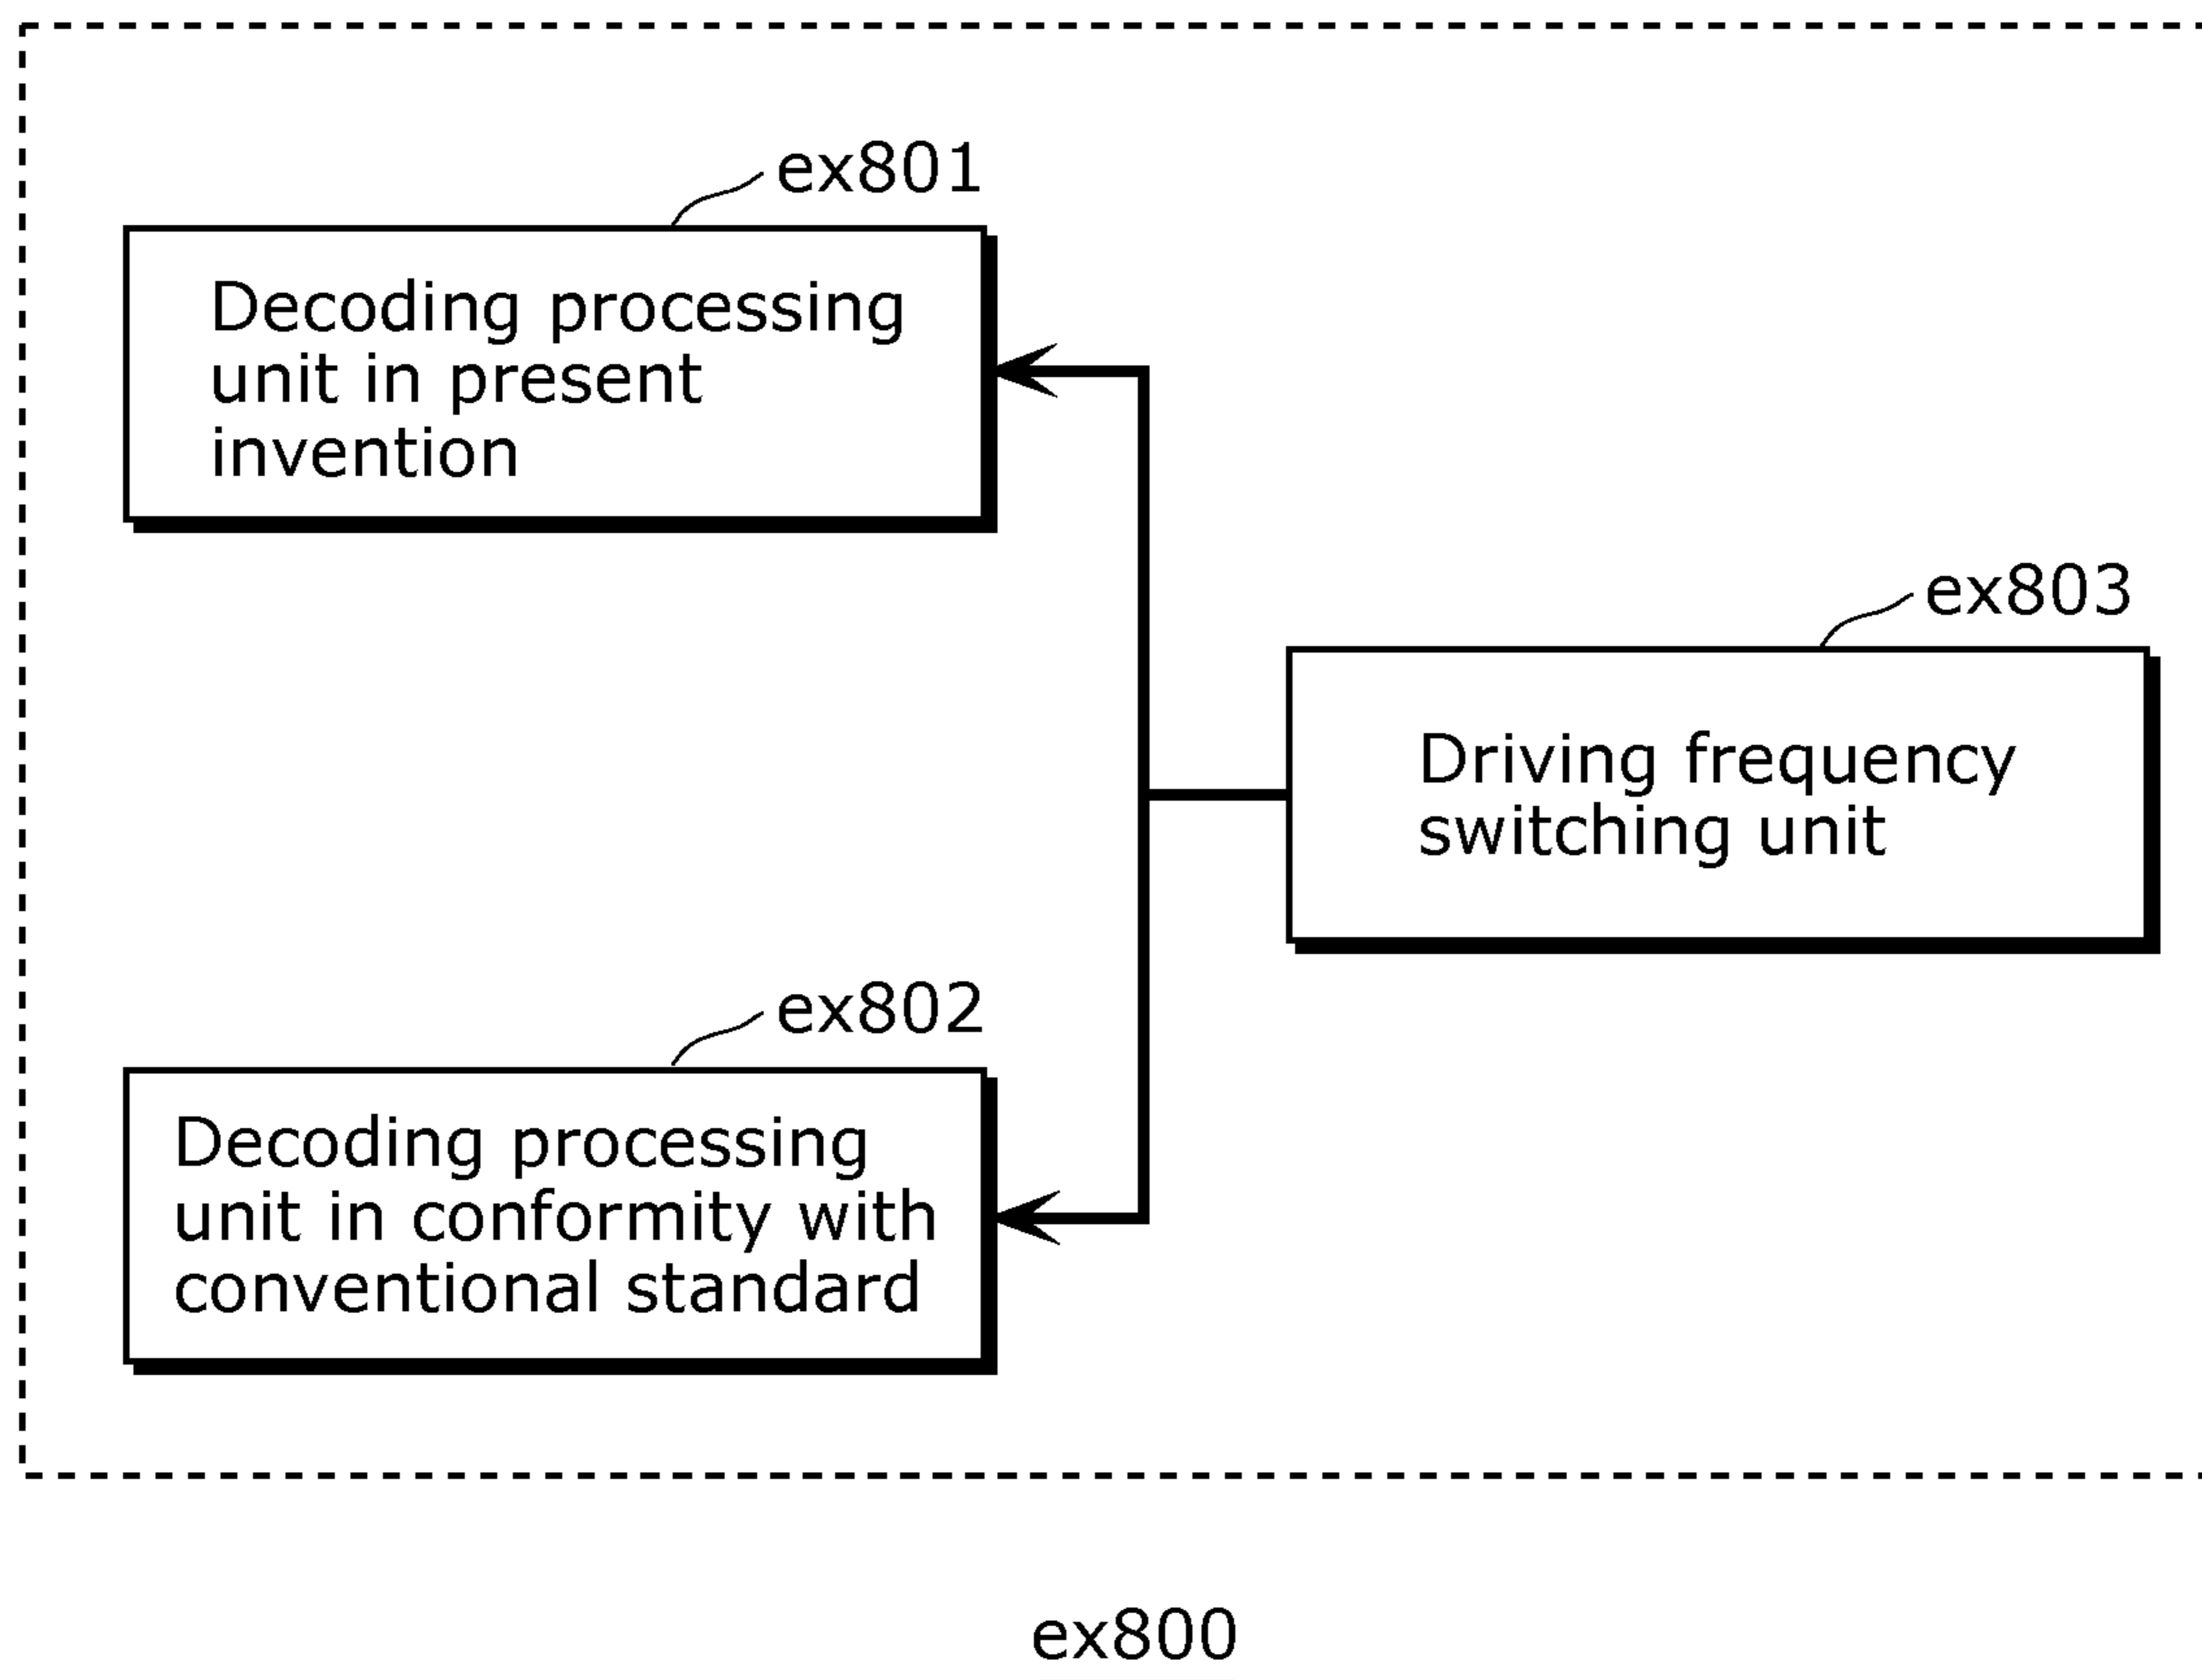 ex801
Decoding processing
unit in present
invention
ex803
Driving frequency
switching unit
ex802
Decoding processing
unit in conformity with
conventional standard
ex800